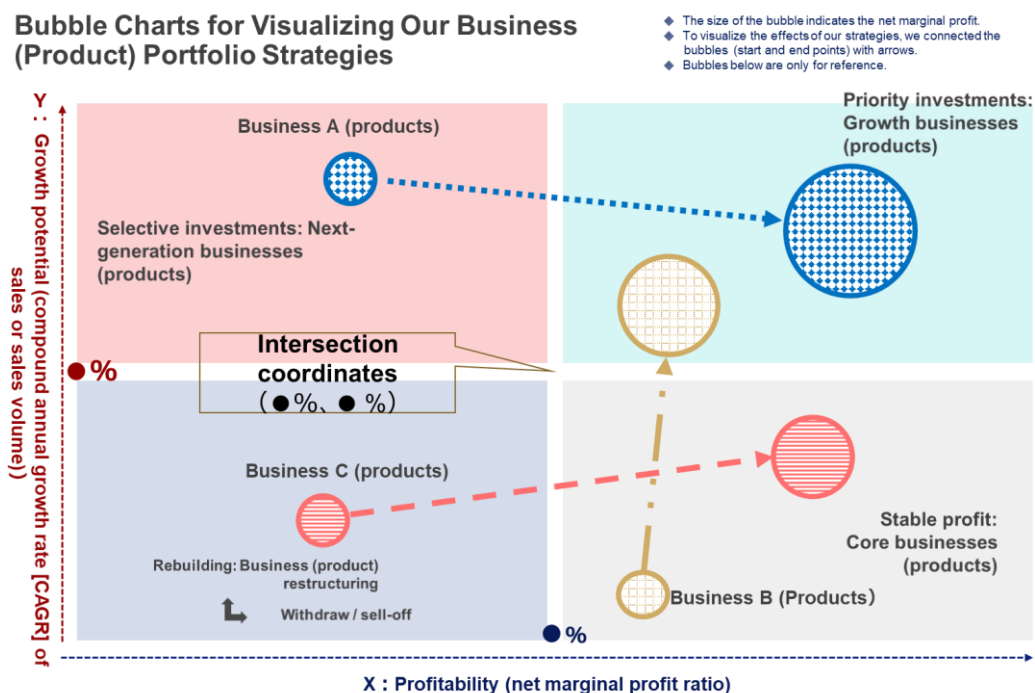 Bubble Charts for Visualizing Our Business
(Product) Portfolio Strategies
◆ The size of the bubble indicates the net marginal profit.
◆ To visualize the effects of our strategies, we connected the
bubbles (start and end points) with arrows.
◆ Bubbles below are only for reference.
Y : Growth potential (compound annual growth rate [CAGR] of
sales or sales volume))
Business A (products)
Selective investments: Next-
generation businesses
(products)
Priority investments:
Growth businesses
(products)
Intersection
coordinates
(●%、● %)
●%
Business C (products)
Rebuilding: Business (product)
restructuring
Withdraw / sell-off
Stable profit:
Core businesses
(products)
Business B (Products)
●%
X : Profitability (net marginal profit ratio)